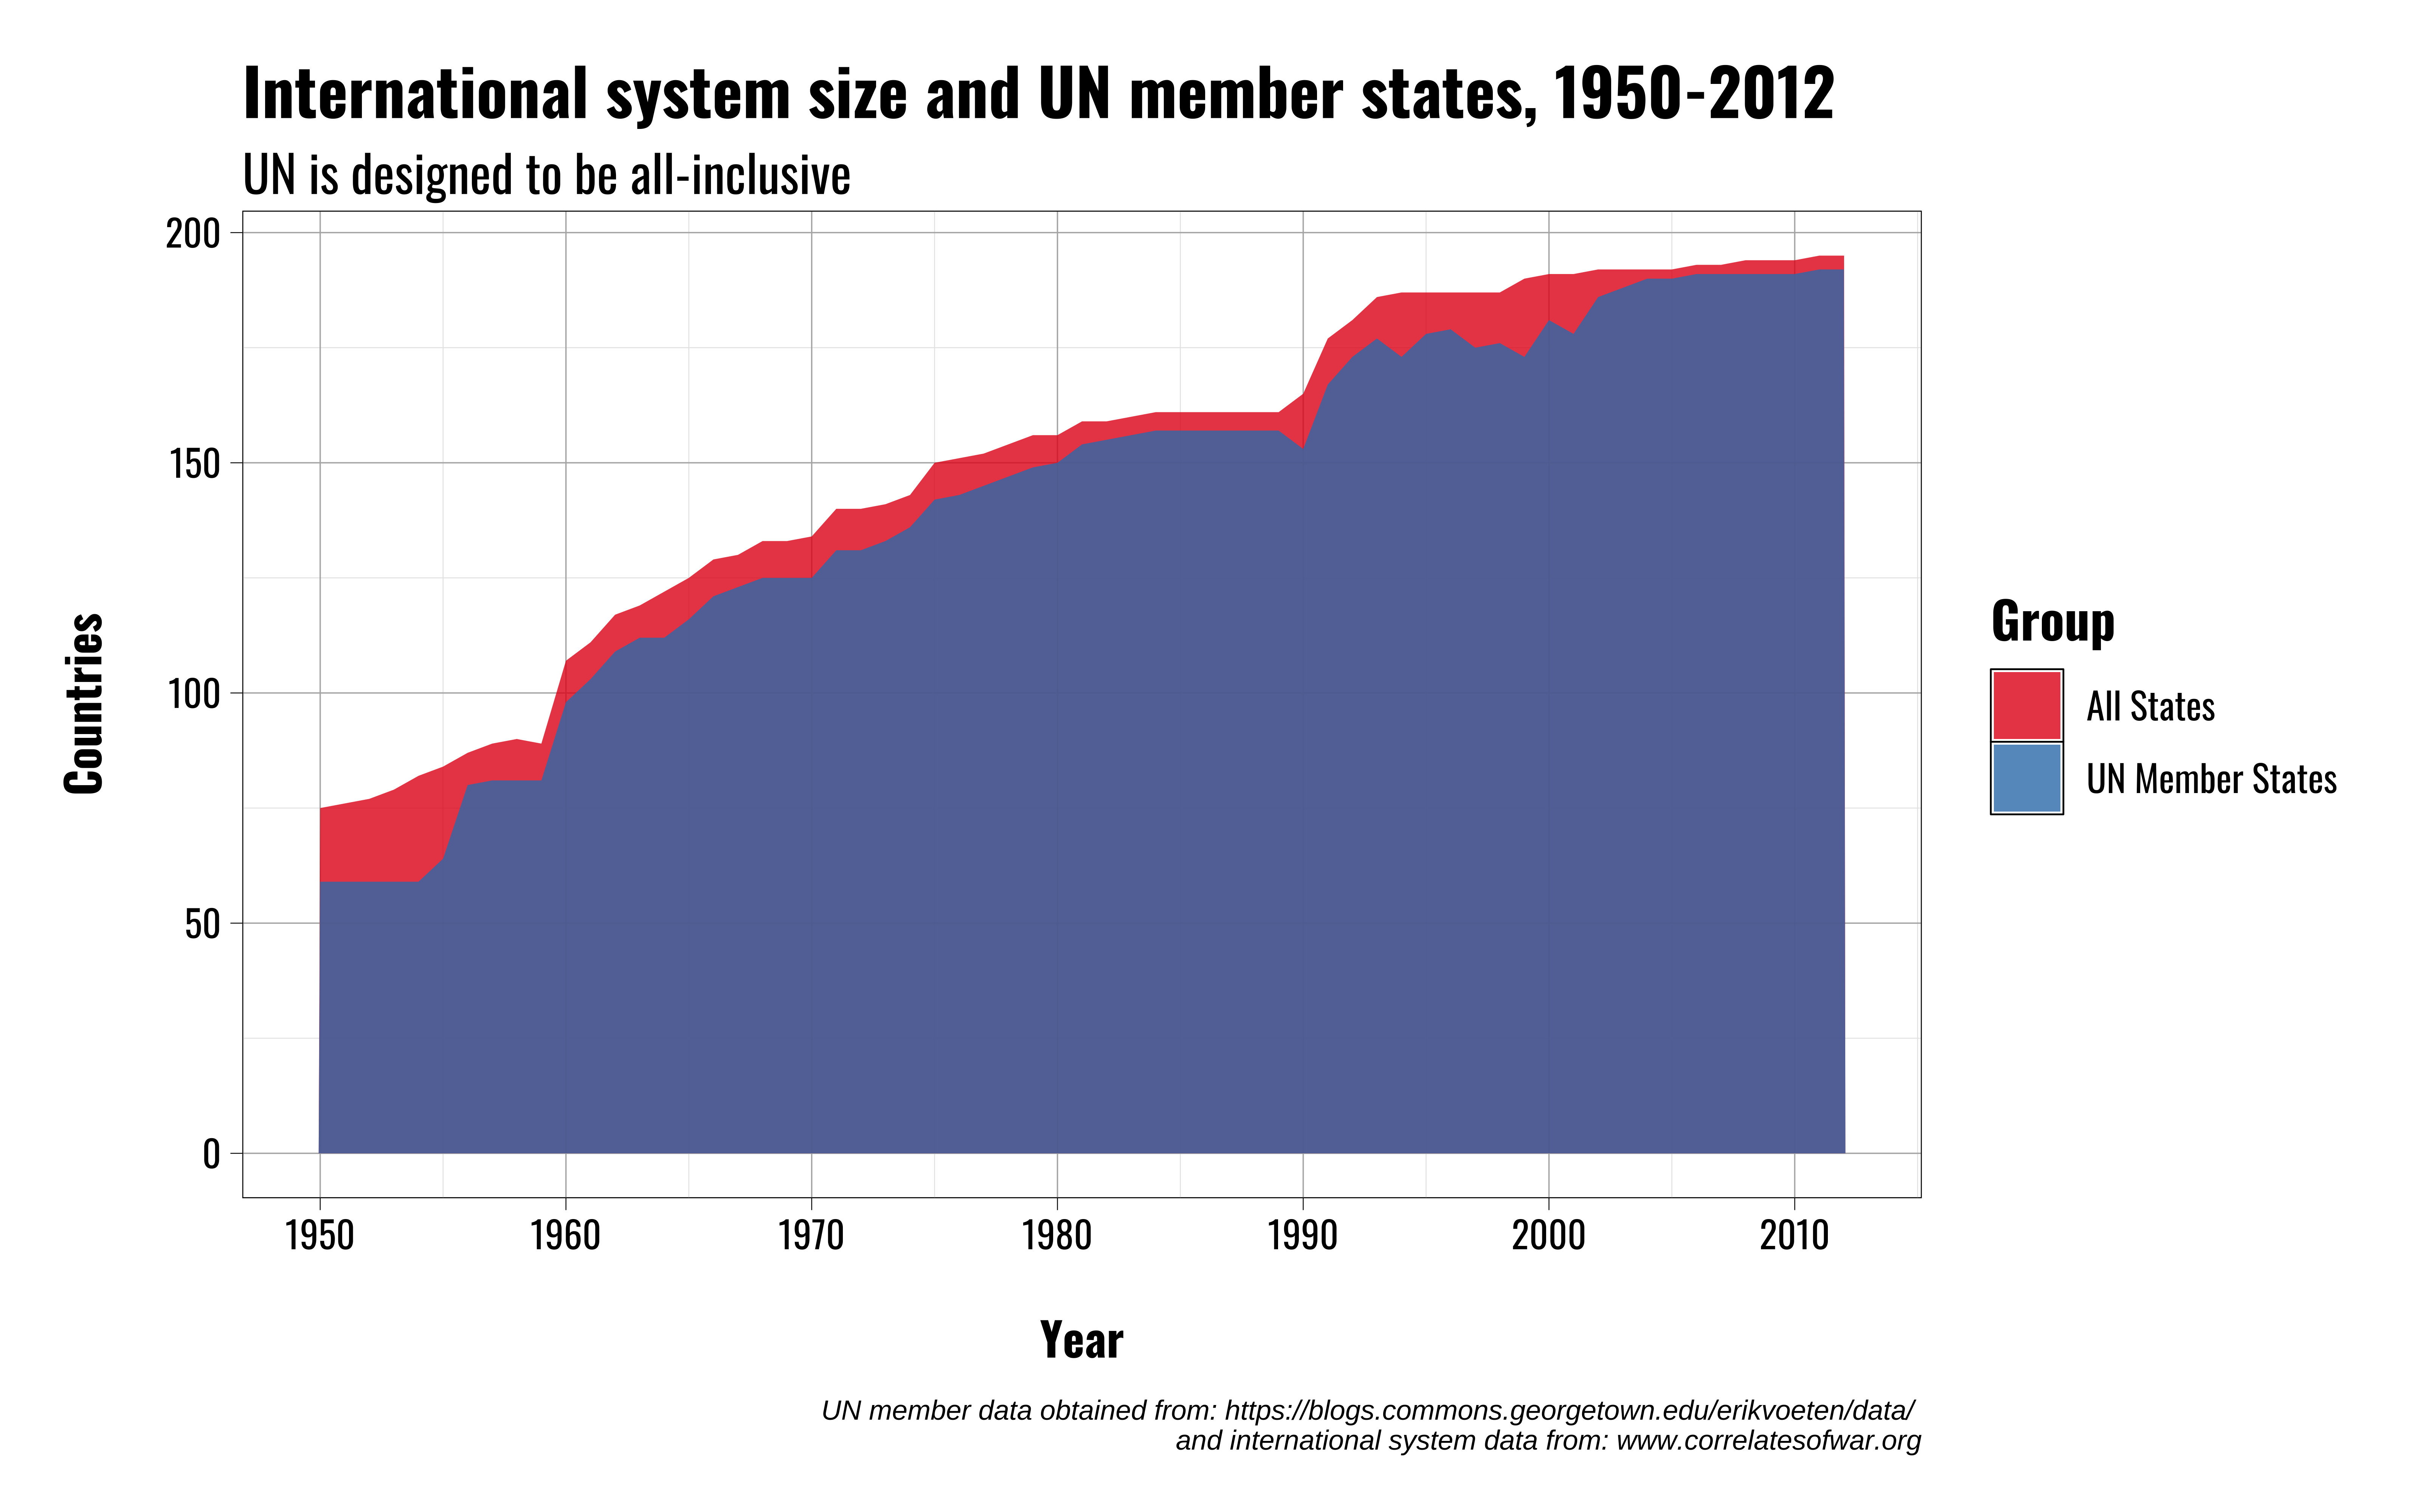 International system size and UN member states, 1950-2012
UN is designed to be all-inclusive
200
150
100
50
0
Countries
1950 1960 1970 1980 1990 2000 2010
Year
Group
All States
UN Member States
UN member data obtained from: https://blogs.commons.georgetown.edu/erikvoeten/data/
and international system data from: www.correlatesofwar.org